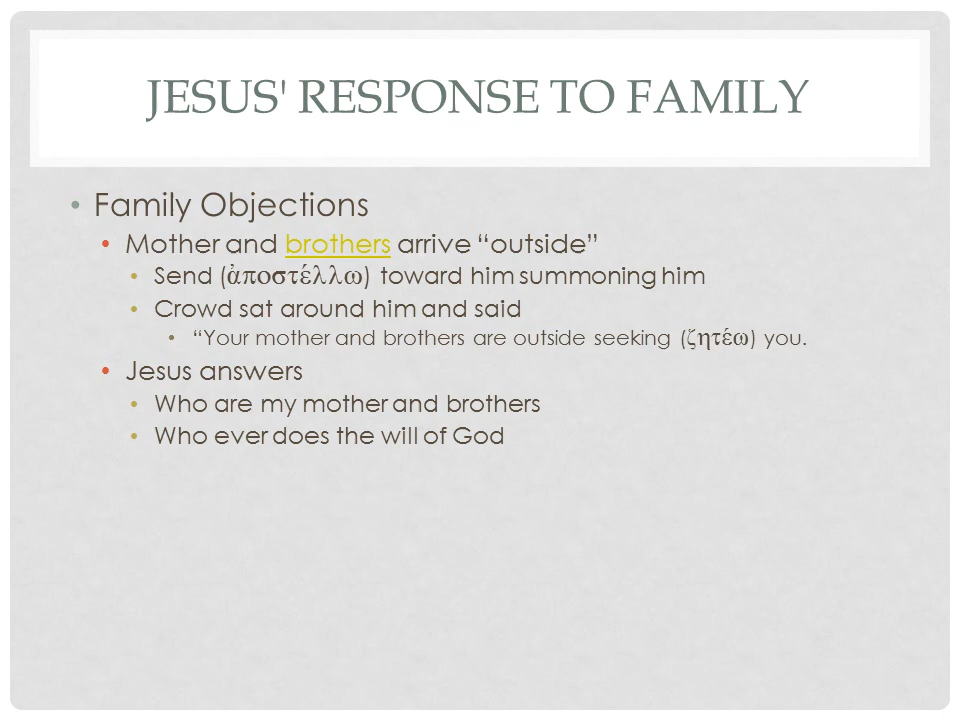 JESUS' RESPONSE TO FAMILY
• Family Objections
• Mother and brothers arrive “outside”
• Send (ἀποστέλλω) toward him summoning him
• Crowd sat around him and said
• “Your mother and brothers are outside seeking (ζητέω) you.
• Jesus answers
• Who are my mother and brothers
• Who ever does the will of God